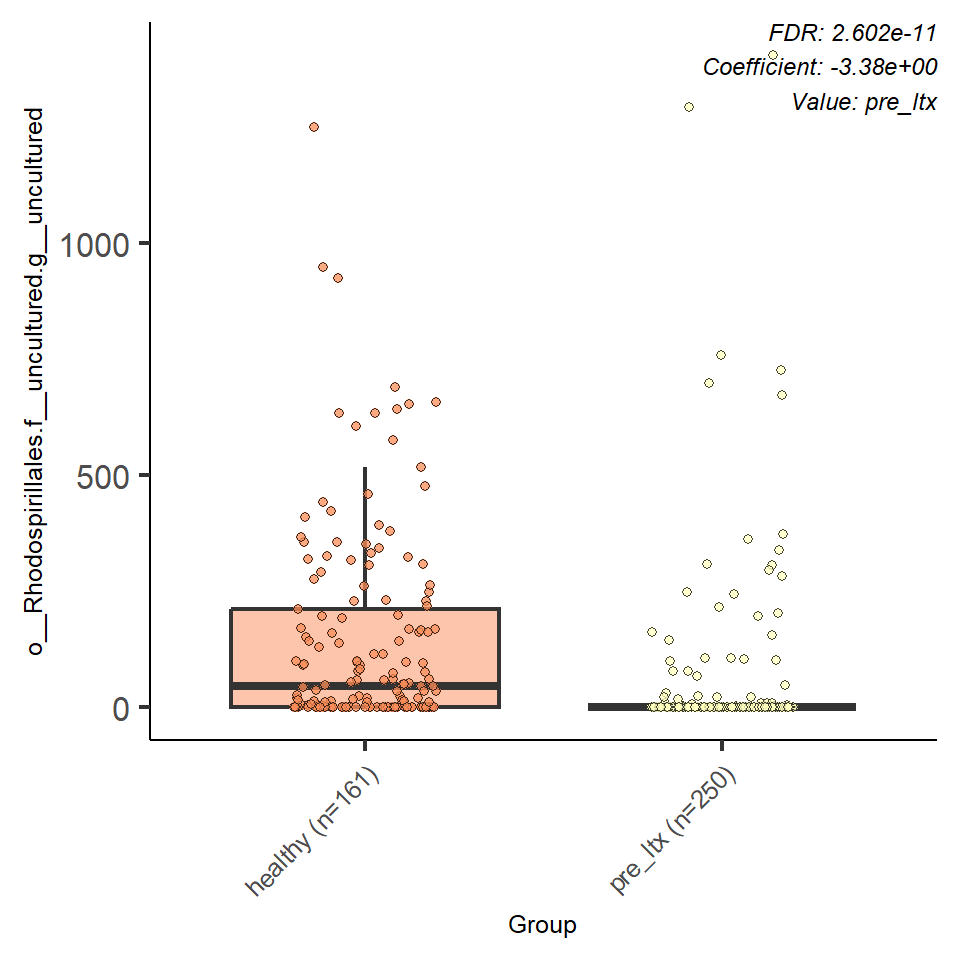 FDR: 2.602e-11
Coefficient: -3.38e+00
Value: pre_ltx
o__Rhodospirillales.f__uncultured.g__uncultured
1000
500
0
healthy (n=161)
pre_ltx (n=250)
Group